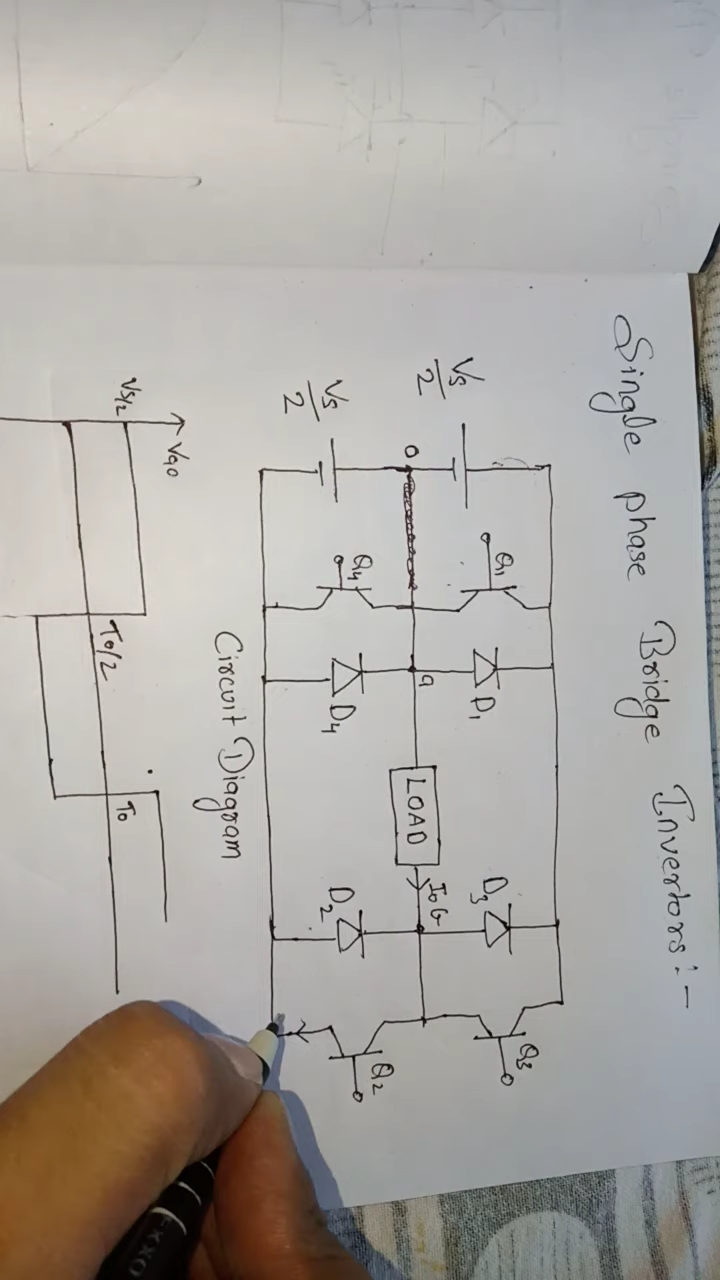 Single phase Bridge Invertors:-
Vs/2
Q1
D1
D3
Q3
o
a
LOAD
Io
Vs/2
Q4
D4
D2
Q2
Circuit Diagram
Vao
Vs/2
To/2
To